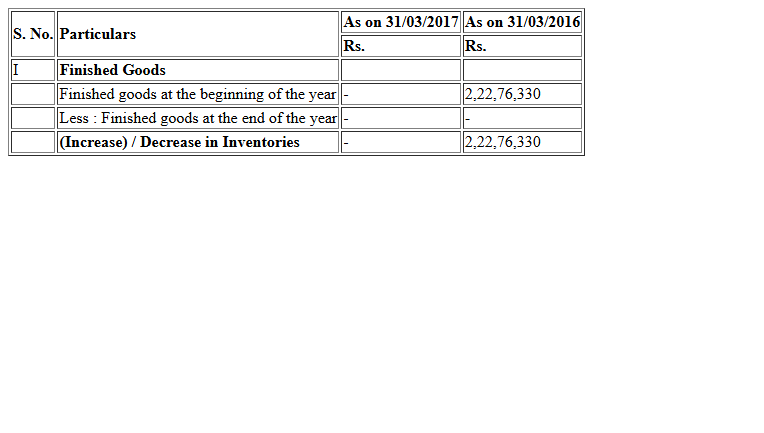 S. No. Particulars As on 31/03/2017 As on 31/03/2016
Rs. Rs.
I Finished Goods
Finished goods at the beginning of the year - 2,22,76,330
Less : Finished goods at the end of the year - -
(Increase) / Decrease in Inventories - 2,22,76,330